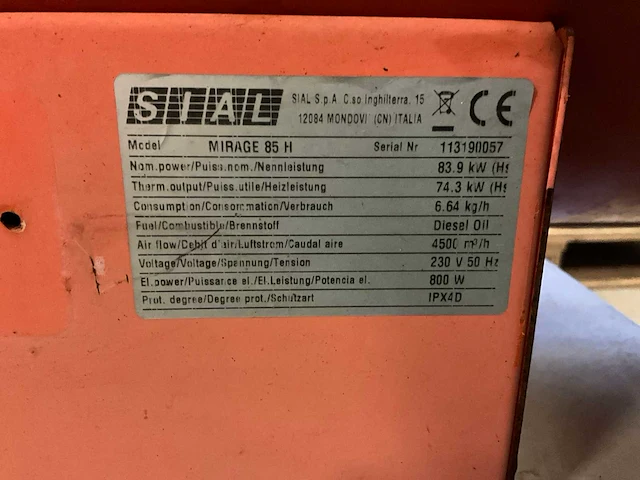 SIAL
SIAL S.p.A. C.so Inghilterra, 15
12084 MONDOVI' (CN) ITALIA
CE
Model MIRAGE 85 H Serial Nr 113190057
Nom.power/Puiss.nom./Nennleistung 83.9 kW (Hs
Therm.output/Puiss.utile/Heizleistung 74.3 kW (Hs
Consumption/Consommation/Verbrauch 6.64 kg/h
Fuel/Combustible/Brennstoff Diesel Oil
Air flow/Debit d'air/Luftstrom/Caudal aire 4500 m³/h
Voltage/Voltage/Spannung/Tension 230 V 50 Hz
El.power/Puissance el./El.Leistung/Potencia el. 800 W
Prot. degree/Degree prot./Schutzart IPX4D